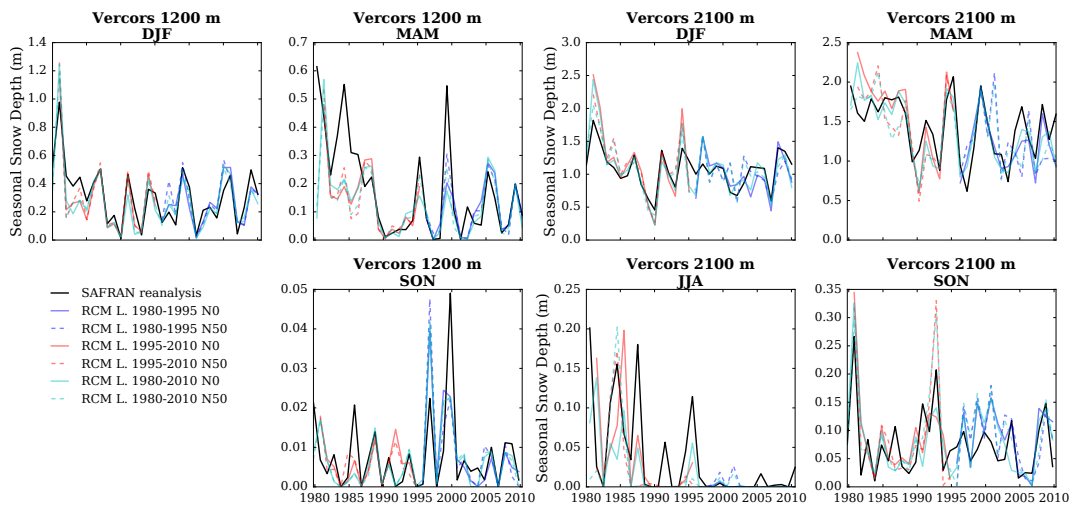 Vercors 1200 m
DJF
Vercors 1200 m
MAM
Vercors 2100 m
DJF
Vercors 2100 m
MAM
Seasonal Snow Depth (m)
1.4
1.2
1.0
0.8
0.6
0.4
0.2
0.0
0.7
0.6
0.5
0.4
0.3
0.2
0.1
0.0
Seasonal Snow Depth (m)
3.0
2.5
2.0
1.5
1.0
0.5
0.0
2.5
2.0
1.5
1.0
0.5
0.0
SAFRAN reanalysis
RCM L. 1980-1995 N0
RCM L. 1980-1995 N50
RCM L. 1995-2010 N0
RCM L. 1995-2010 N50
RCM L. 1980-2010 N0
RCM L. 1980-2010 N50
Vercors 1200 m
SON
Vercors 2100 m
JJA
Vercors 2100 m
SON
0.05
0.04
0.03
0.02
0.01
0.00
1980 1985 1990 1995 2000 2005 2010
Seasonal Snow Depth (m)
0.25
0.20
0.15
0.10
0.05
0.00
1980 1985 1990 1995 2000 2005 2010
0.35
0.30
0.25
0.20
0.15
0.10
0.05
0.00
1980 1985 1990 1995 2000 2005 2010